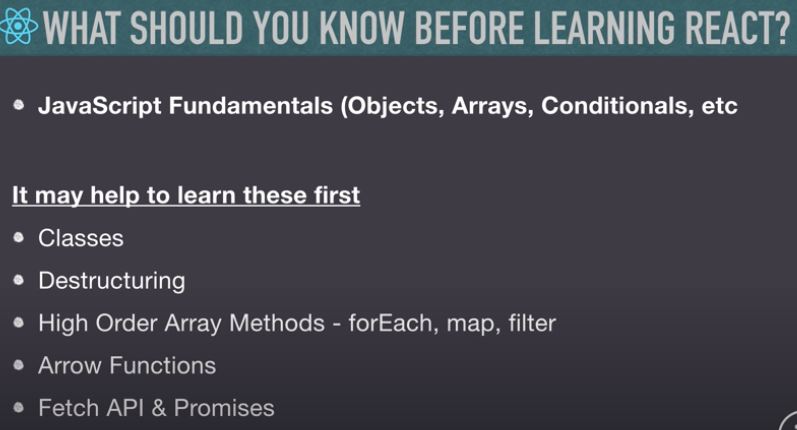 WHAT SHOULD YOU KNOW BEFORE LEARNING REACT?
JavaScript Fundamentals (Objects, Arrays, Conditionals, etc
It may help to learn these first
Classes
Destructuring
High Order Array Methods - forEach, map, filter
Arrow Functions
Fetch API & Promises